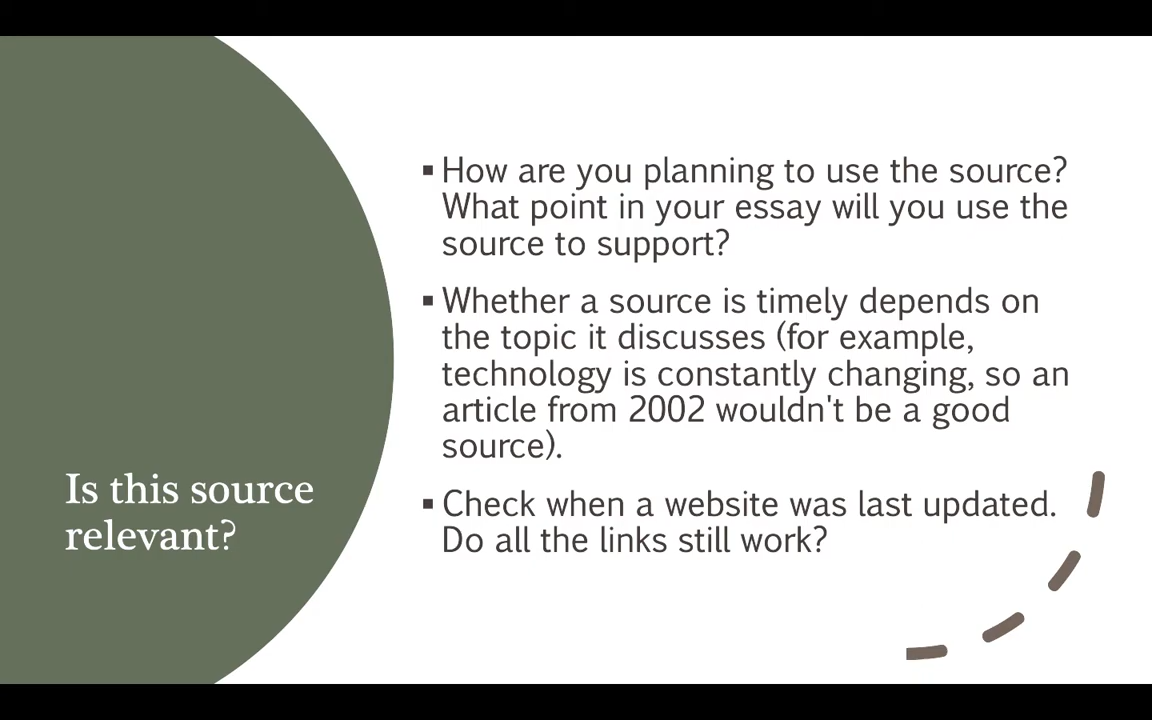 Is this source
relevant?
▪ How are you planning to use the source?
What point in your essay will you use the
source to support?
▪ Whether a source is timely depends on
the topic it discusses (for example,
technology is constantly changing, so an
article from 2002 wouldn't be a good
source).
▪ Check when a website was last updated.
Do all the links still work?